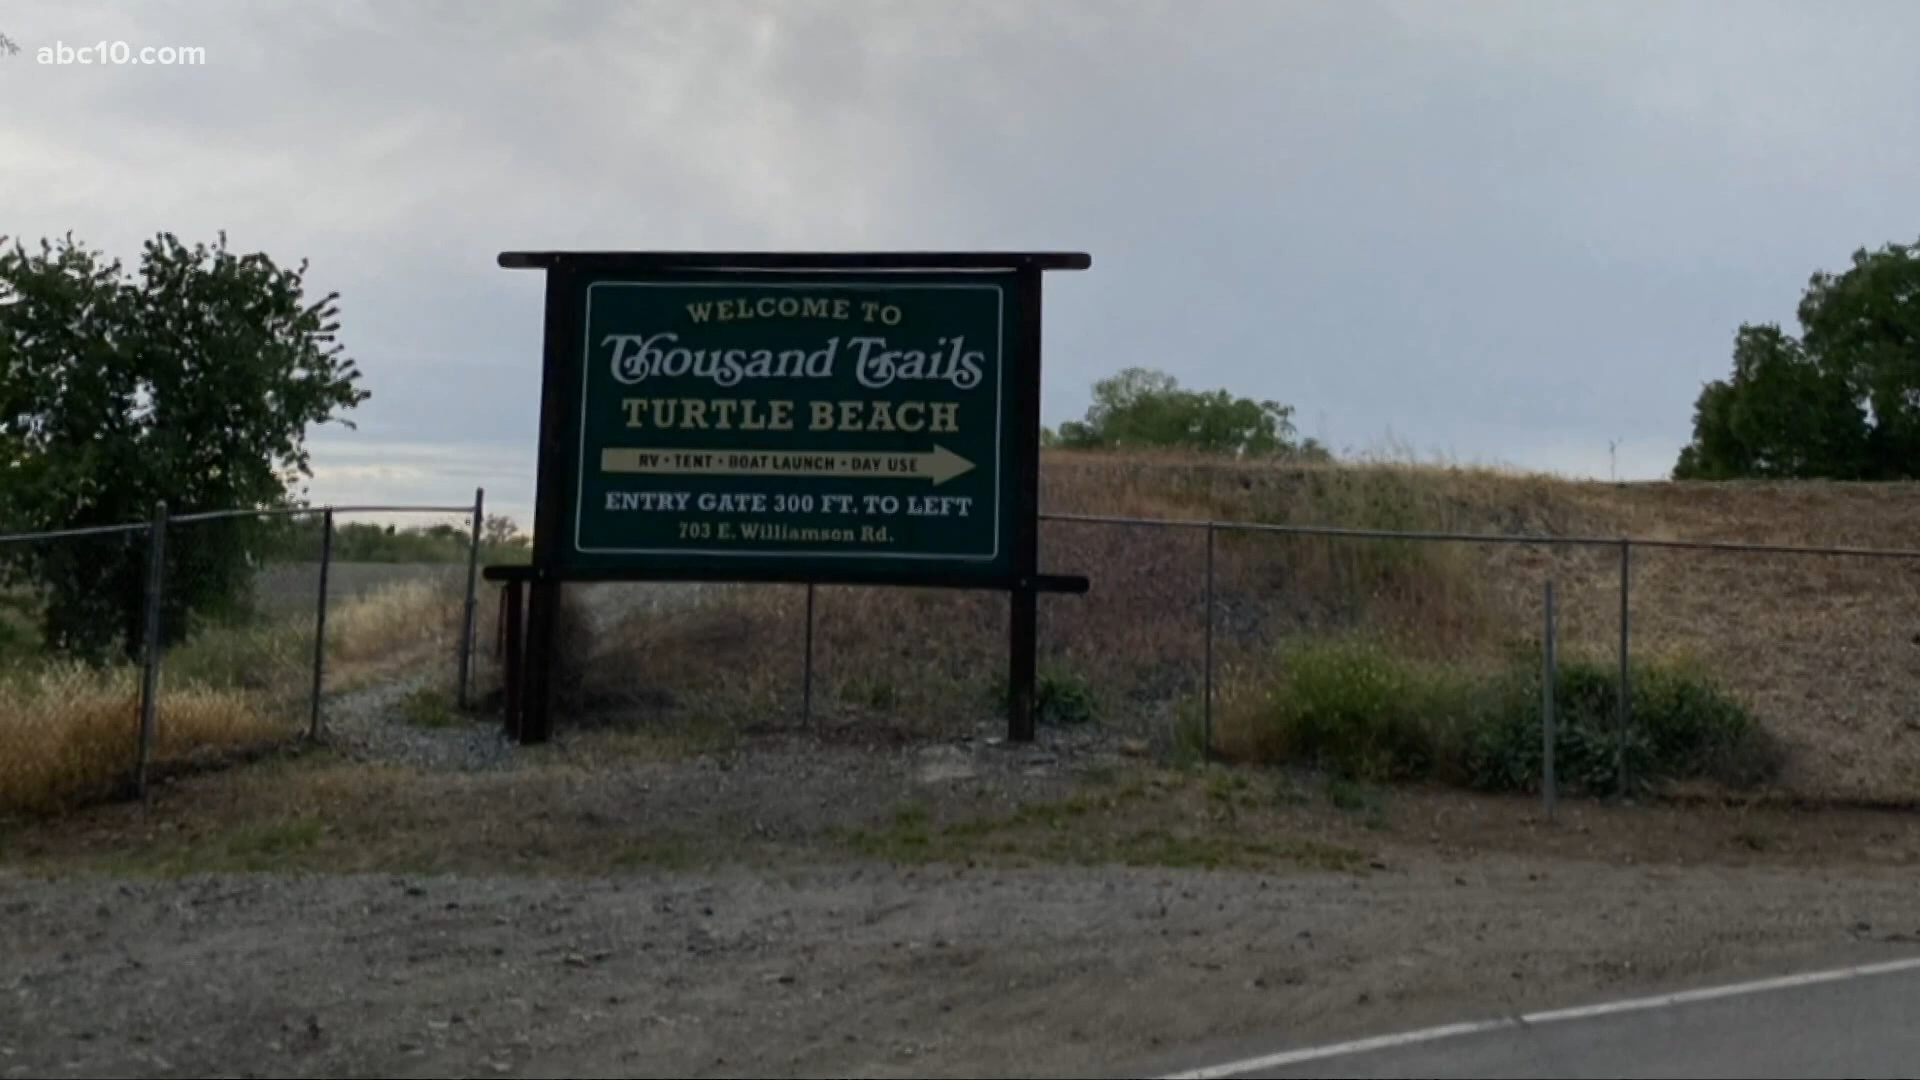 abc10.com
WELCOME TO
Thousand Trails
TURTLE BEACH
RV • TENT • BOAT LAUNCH • DAY USE
ENTRY GATE 300 FT. TO LEFT
703 E. Williamson Rd.